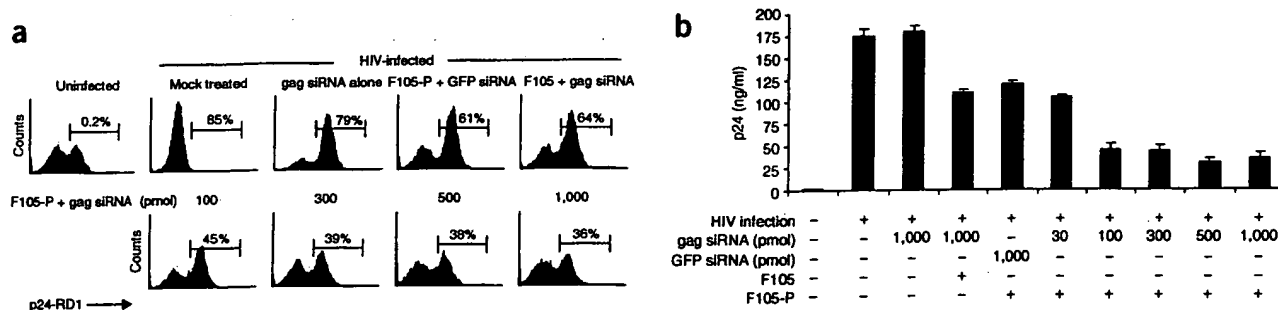 a
HIV-infected
Uninfected
Mock treated
gag siRNA alone
F105-P + GFP siRNA
F105 + gag siRNA
Counts
0.2%
85%
79%
61%
64%
F105-P + gag siRNA (pmol)
100
300
500
1,000
Counts
45%
39%
38%
36%
p24-RD1
b
p24 (ng/ml)
200
175
150
125
100
75
50
25
0
HIV infection – + + + + + + + + +
gag siRNA (pmol) – – 1,000 1,000 – 30 100 300 500 1,000
GFP siRNA (pmol) – – – – 1,000 – – – – –
F105 – – – + – – – – – –
F105-P – – – – + + + + + +